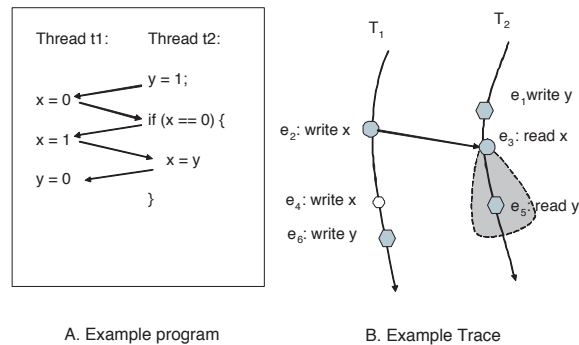 Thread t1: Thread t2:
y = 1;
x = 0
if (x == 0) {
x = 1
x = y
y = 0
}
A. Example program
T1 T2
e1write y
e2: write x
e3: read x
e4: write x
e5: read y
e6: write y
B. Example Trace